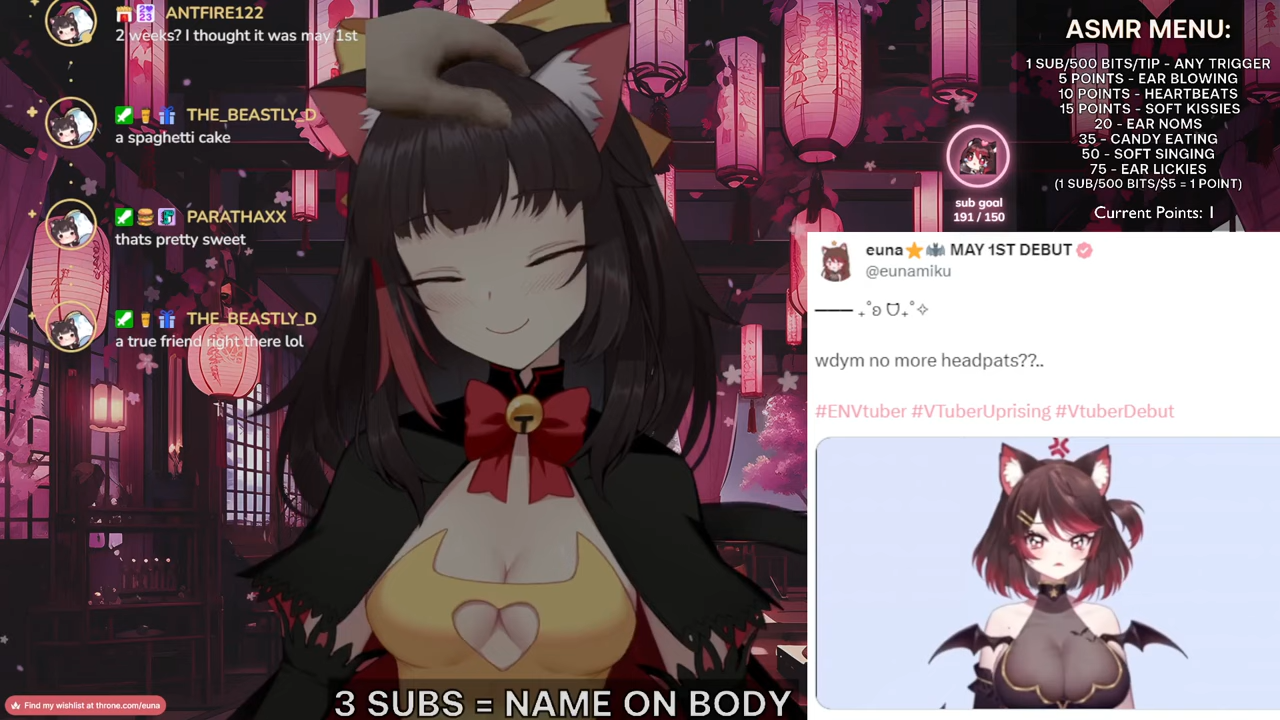 ANTFIRE122
2 weeks? I thought it was may 1st
THE_BEASTLY_D
a spaghetti cake
PARATHAXX
thats pretty sweet
THE_BEASTLY_D
a true friend right there lol
Find my wishlist at throne.com/euna
3 SUBS = NAME ON BODY
ASMR MENU:
1 SUB/500 BITS/TIP - ANY TRIGGER
5 POINTS - EAR BLOWING
10 POINTS - HEARTBEATS
15 POINTS - SOFT KISSIES
20 - EAR NOMS
35 - CANDY EATING
50 - SOFT SINGING
75 - EAR LICKIES
(1 SUB/500 BITS/$5 = 1 POINT)
Current Points: 1
sub goal
191 / 150
euna⭐🦇 MAY 1ST DEBUT
@eunamiku
wdym no more headpats??..
#ENVtuber #VTuberUprising #VtuberDebut